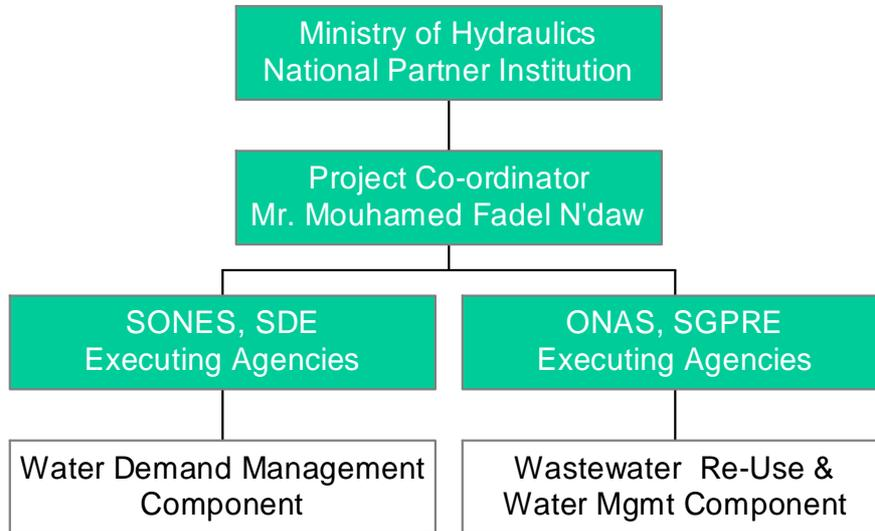 Ministry of Hydraulics
National Partner Institution
Project Co-ordinator
Mr. Mouhamed Fadel N'daw
SONES, SDE
Executing Agencies
ONAS, SGPRE
Executing Agencies
Water Demand Management
Component
Wastewater Re-Use &
Water Mgmt Component